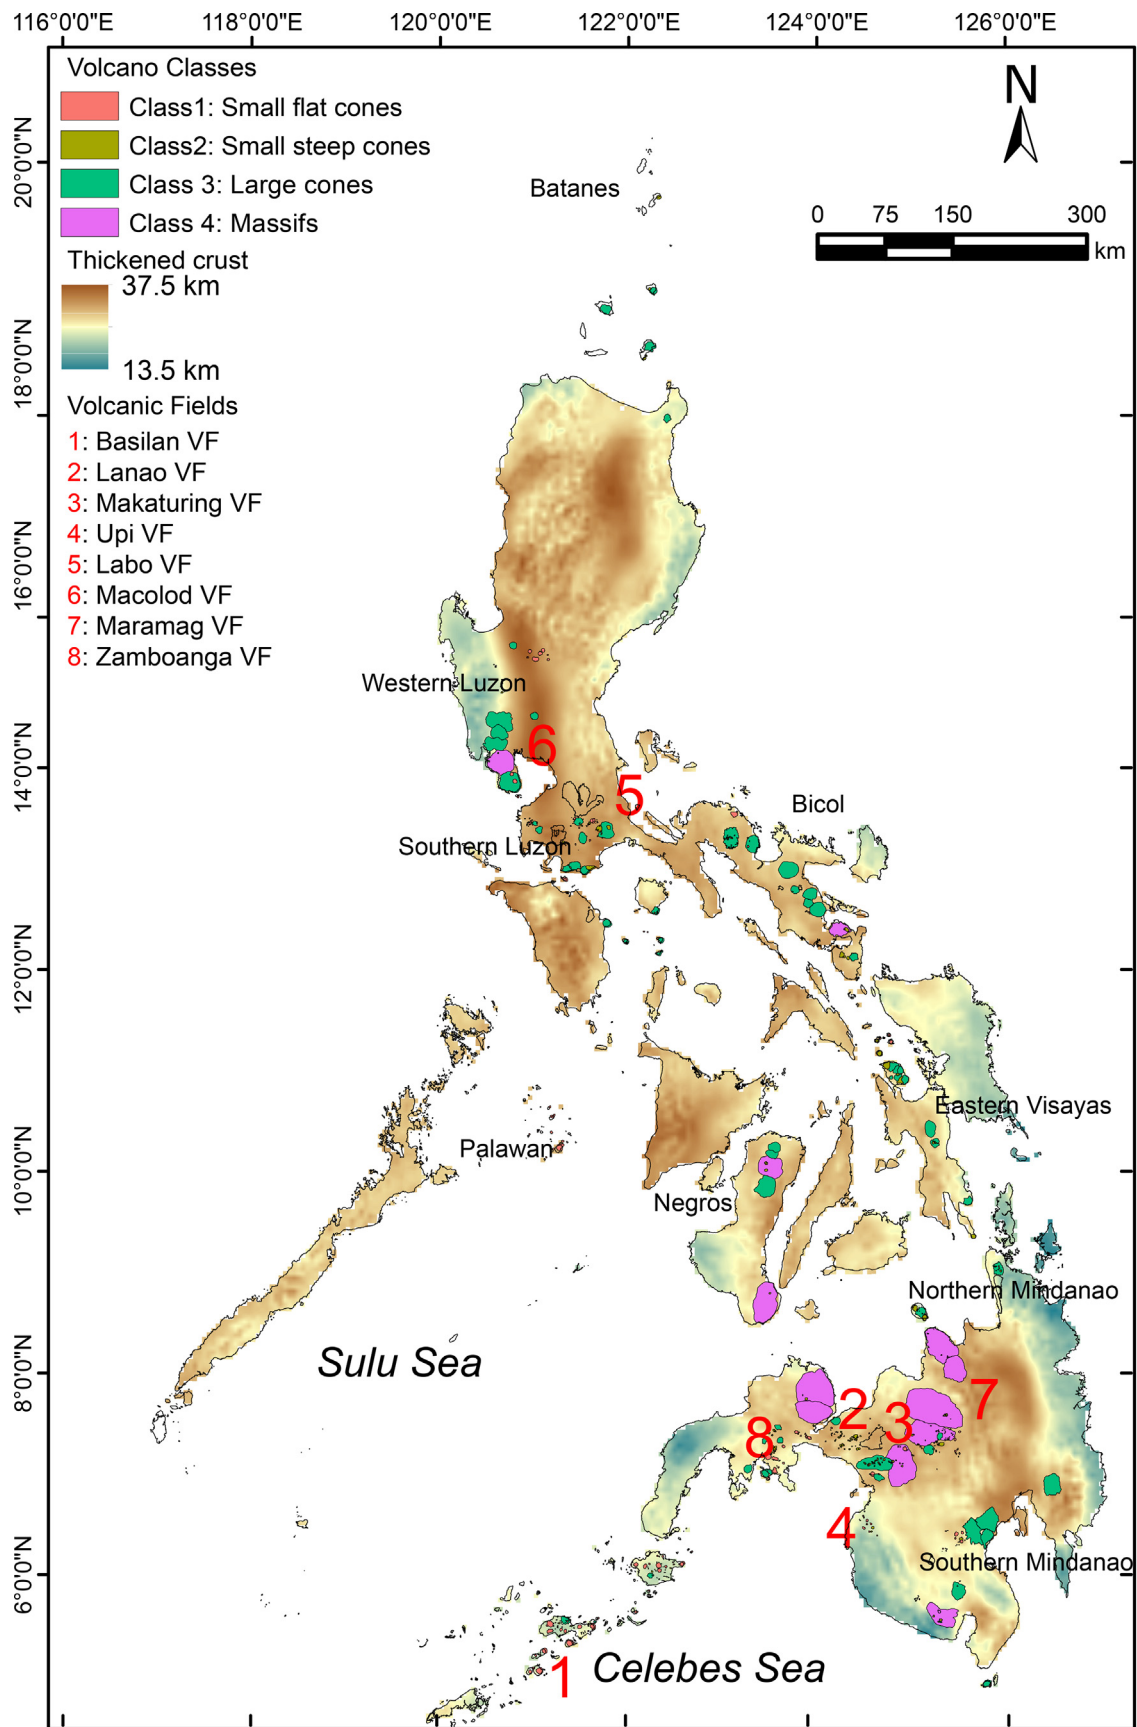 116°0'0"E 118°0'0"E 120°0'0"E 122°0'0"E 124°0'0"E 126°0'0"E
Volcano Classes
Class1: Small flat cones
Class2: Small steep cones
Class 3: Large cones
Class 4: Massifs
Thickened crust
37.5 km
13.5 km
Volcanic Fields
1: Basilan VF
2: Lanao VF
3: Makaturing VF
4: Upi VF
5: Labo VF
6: Macolod VF
7: Maramag VF
8: Zamboanga VF
N
0 75 150 300
km
20°0'0"N
18°0'0"N
16°0'0"N
14°0'0"N
12°0'0"N
10°0'0"N
8°0'0"N
6°0'0"N
Batanes
Western Luzon
6
5
Bicol
Southern Luzon
Eastern Visayas
Palawan
Negros
Northern Mindanao
Sulu Sea
7
2
3
8
4
Southern Mindanao
1
Celebes Sea